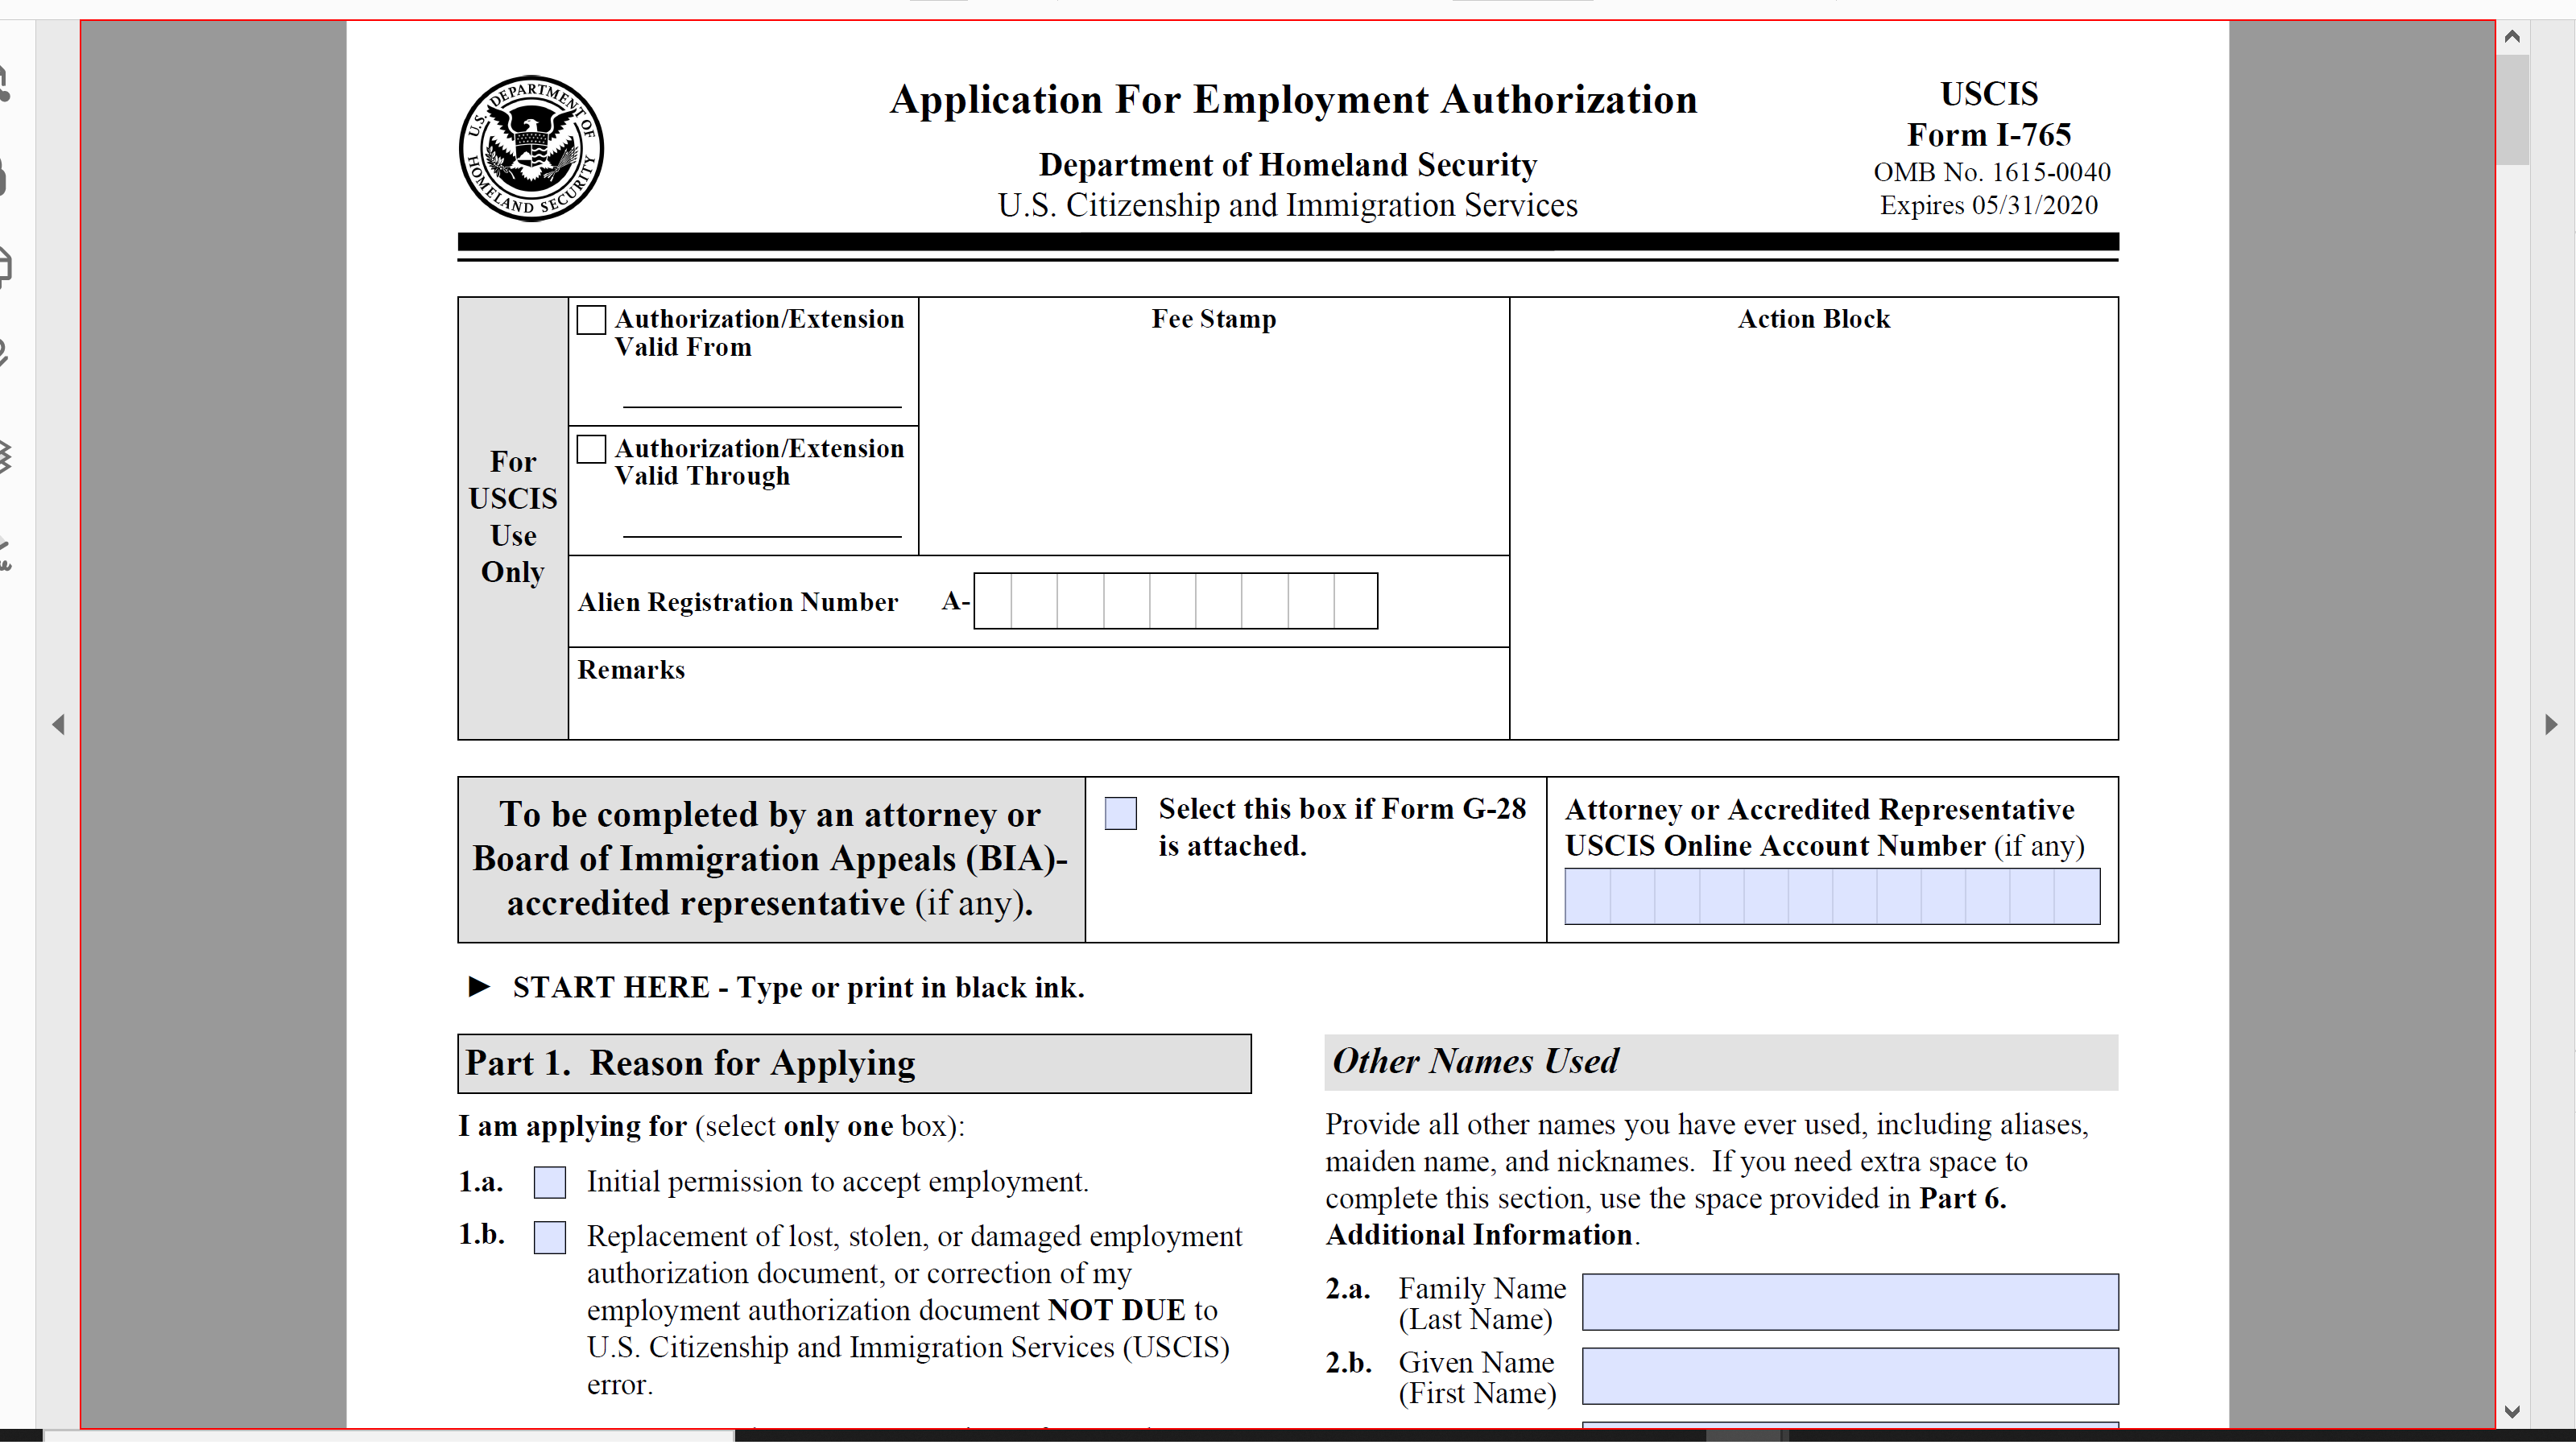 U.S. DEPARTMENT OF HOMELAND SECURITY
Application For Employment Authorization
Department of Homeland Security
U.S. Citizenship and Immigration Services
USCIS
Form I-765
OMB No. 1615-0040
Expires 05/31/2020
For
USCIS
Use
Only
Authorization/Extension
Valid From
Authorization/Extension
Valid Through
Fee Stamp
Action Block
Alien Registration Number A-
Remarks
To be completed by an attorney or
Board of Immigration Appeals (BIA)-
accredited representative (if any).
Select this box if Form G-28
is attached.
Attorney or Accredited Representative
USCIS Online Account Number (if any)
► START HERE - Type or print in black ink.
Part 1. Reason for Applying
I am applying for (select only one box):
1.a. Initial permission to accept employment.
1.b. Replacement of lost, stolen, or damaged employment
authorization document, or correction of my
employment authorization document NOT DUE to
U.S. Citizenship and Immigration Services (USCIS)
error.
Other Names Used
Provide all other names you have ever used, including aliases,
maiden name, and nicknames. If you need extra space to
complete this section, use the space provided in Part 6.
Additional Information.
2.a. Family Name
(Last Name)
2.b. Given Name
(First Name)